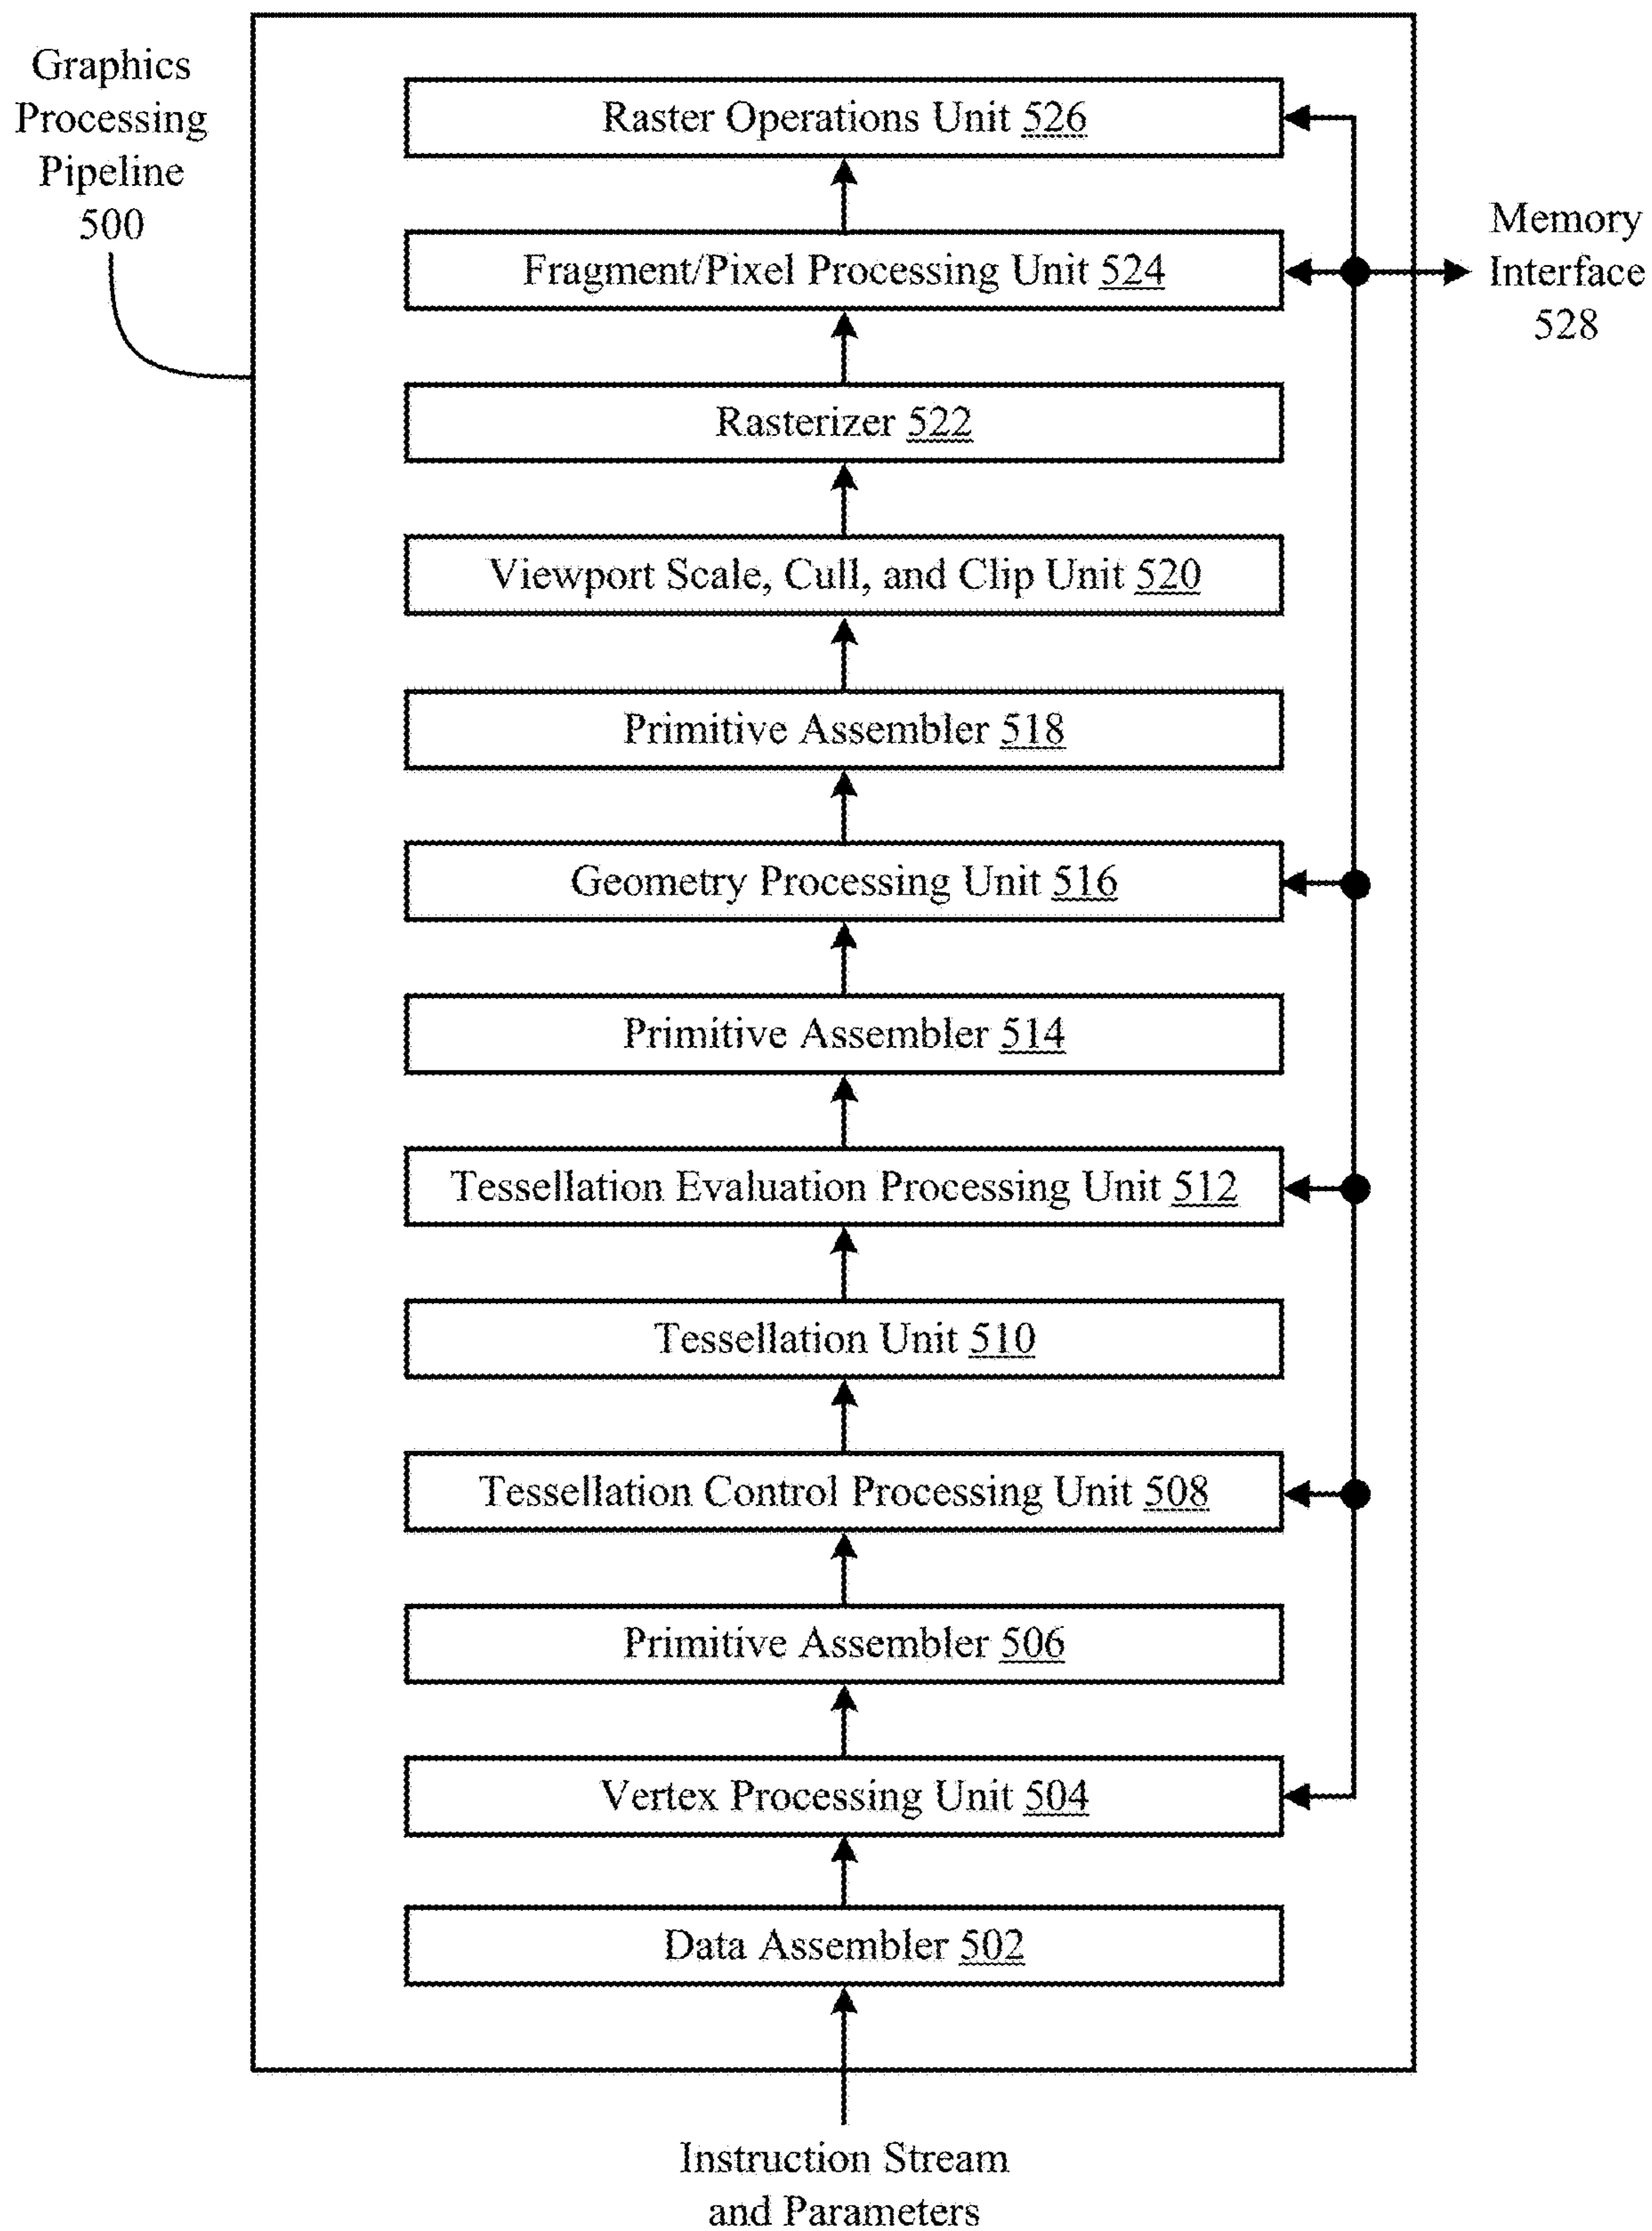 Graphics
Processing
Pipeline
500
Raster Operations Unit 526
Fragment/Pixel Processing Unit 524
Memory
Interface
528
Rasterizer 522
Viewport Scale, Cull, and Clip Unit 520
Primitive Assembler 518
Geometry Processing Unit 516
Primitive Assembler 514
Tessellation Evaluation Processing Unit 512
Tessellation Unit 510
Tessellation Control Processing Unit 508
Primitive Assembler 506
Vertex Processing Unit 504
Data Assembler 502
Instruction Stream
and Parameters